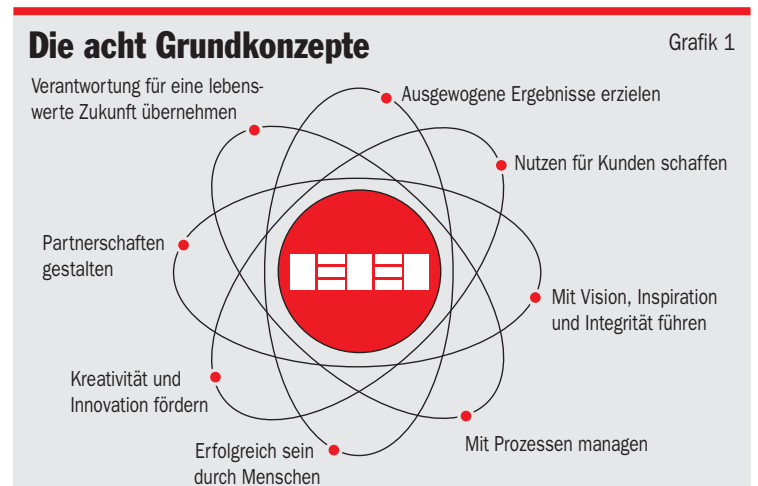 Die acht Grundkonzepte
Grafik 1
Verantwortung für eine lebens-
werte Zukunft übernehmen
Ausgewogene Ergebnisse erzielen
Nutzen für Kunden schaffen
Partnerschaften
gestalten
Mit Vision, Inspiration
und Integrität führen
Kreativität und
Innovation fördern
Mit Prozessen managen
Erfolgreich sein
durch Menschen